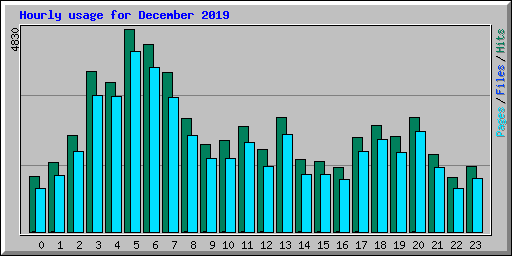 Hourly usage for December 2019
4830
Pages/Files/Hits
0 1 2 3 4 5 6 7 8 9 10 11 12 13 14 15 16 17 18 19 20 21 22 23